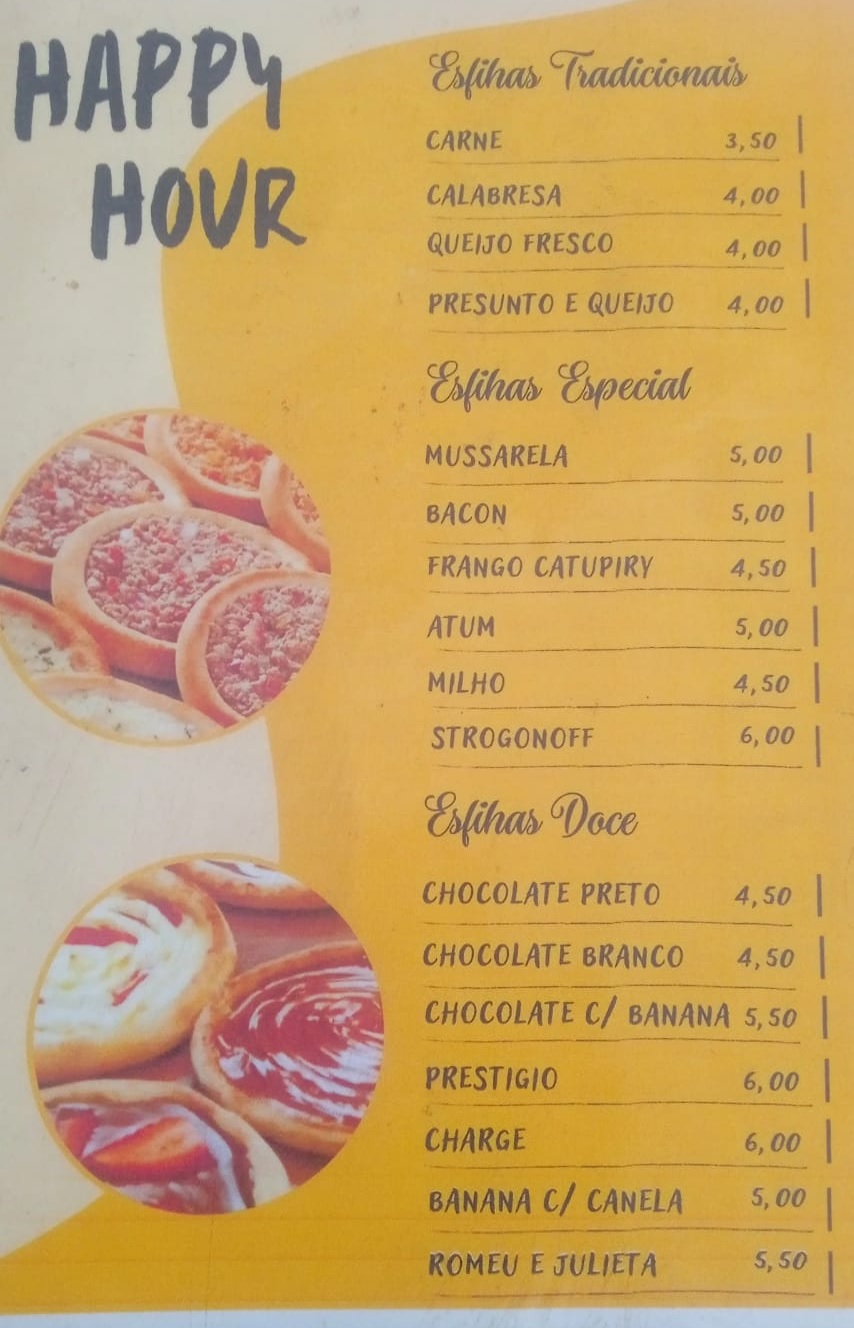 HAPPY
HOUR
Esfihas Tradicionais
CARNE 3,50
CALABRESA 4,00
QUEIJO FRESCO 4,00
PRESUNTO E QUEIJO 4,00
Esfihas Especial
MUSSARELA 5,00
BACON 5,00
FRANGO CATUPIRY 4,50
ATUM 5,00
MILHO 4,50
STROGONOFF 6,00
Esfihas Doce
CHOCOLATE PRETO 4,50
CHOCOLATE BRANCO 4,50
CHOCOLATE C/ BANANA 5,50
PRESTIGIO 6,00
CHARGE 6,00
BANANA C/ CANELA 5,00
ROMEU E JULIETA 5,50